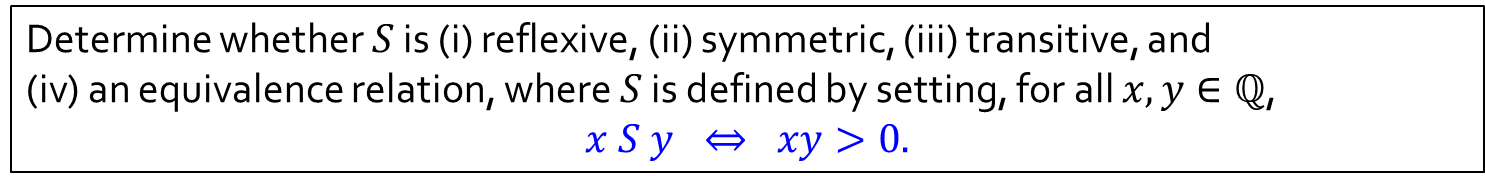 Determine whether 𝑆 is (i) reflexive, (ii) symmetric, (iii) transitive, and
(iv) an equivalence relation, where 𝑆 is defined by setting, for all 𝑥, 𝑦 ∈ ℚ,
𝑥 𝑆 𝑦 ⇔ 𝑥𝑦 > 0.